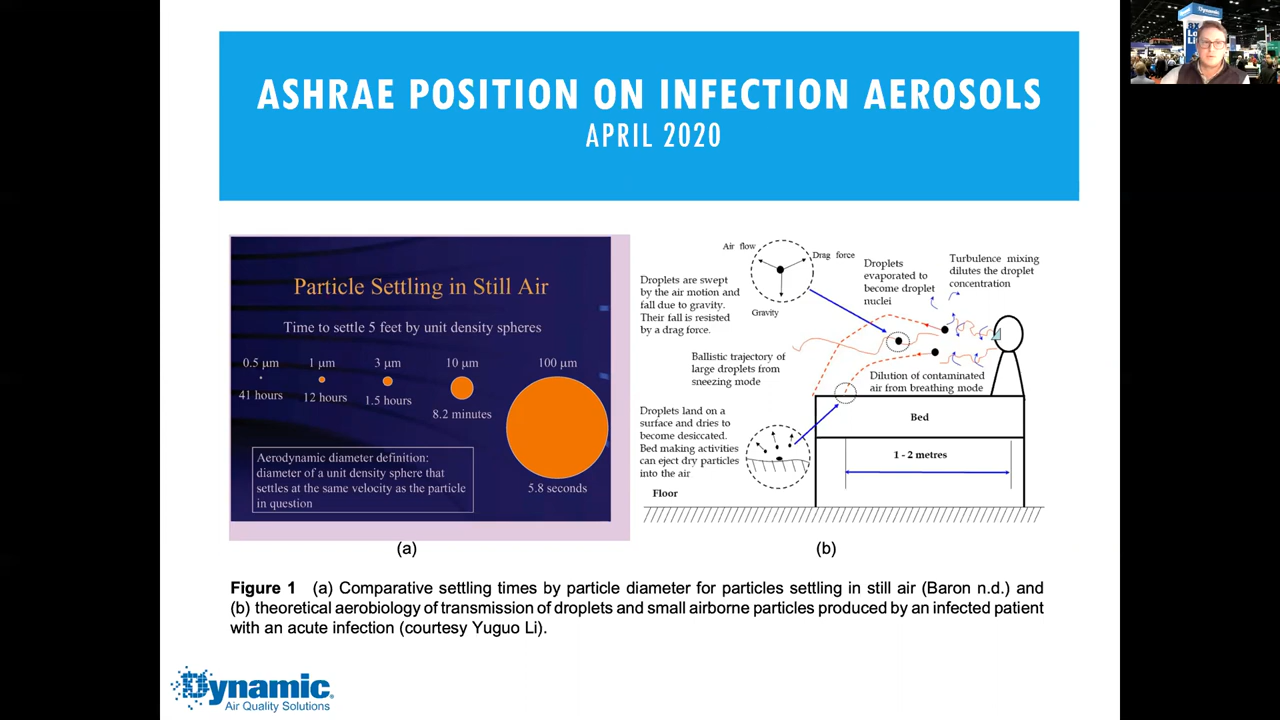 ASHRAE POSITION ON INFECTION AEROSOLS
APRIL 2020
Particle Settling in Still Air
Time to settle 5 feet by unit density spheres
0.5 µm
1 µm
3 µm
10 µm
100 µm
41 hours
12 hours
1.5 hours
8.2 minutes
5.8 seconds
Aerodynamic diameter definition:
diameter of a unit density sphere that
settles at the same velocity as the particle
in question
(a)
Air flow
Drag force
Gravity
Droplets are swept
by the air motion and
fall due to gravity.
Their fall is resisted
by a drag force.
Droplets
evaporated to
become droplet
nuclei
Turbulence mixing
dilutes the droplet
concentration
Ballistic trajectory of
large droplets from
sneezing mode
Dilution of contaminated
air from breathing mode
Droplets land on a
surface and dries to
become desiccated.
Bed making activities
can eject dry particles
into the air
Bed
1 - 2 metres
Floor
(b)
Figure 1 (a) Comparative settling times by particle diameter for particles settling in still air (Baron n.d.) and
(b) theoretical aerobiology of transmission of droplets and small airborne particles produced by an infected patient
with an acute infection (courtesy Yuguo Li).
Dynamic
Air Quality Solutions